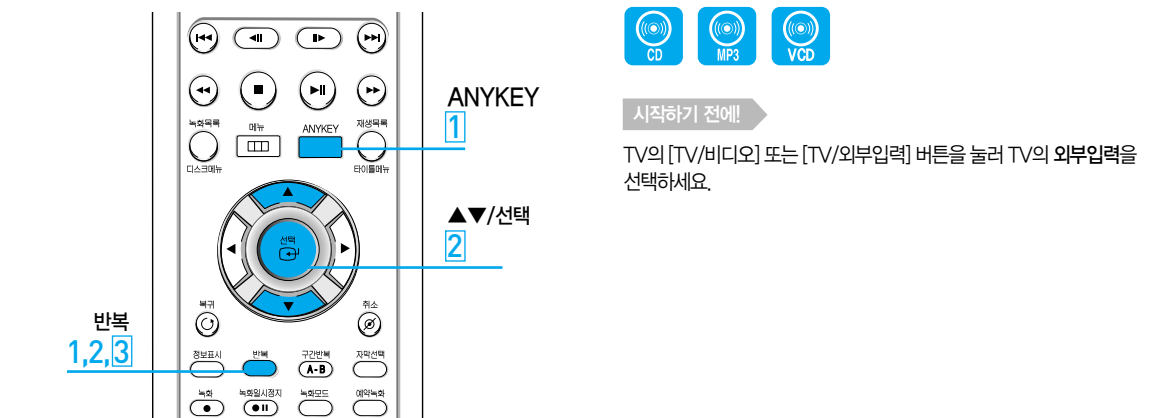 CD MP3 VCD
시작하기 전에!
TV의 [TV/비디오] 또는 [TV/외부입력] 버튼을 눌러 TV의 외부입력을
선택하세요.
녹화목록 메뉴 ANYKEY 재생목록
디스크메뉴 타이틀메뉴
ANYKEY
1
선택
▲▼/선택
2
복귀 취소
반복
1,2,3
정보표시 반복 구간반복 자막선택
A-B
녹화 녹화일시정지 녹화모드 예약녹화